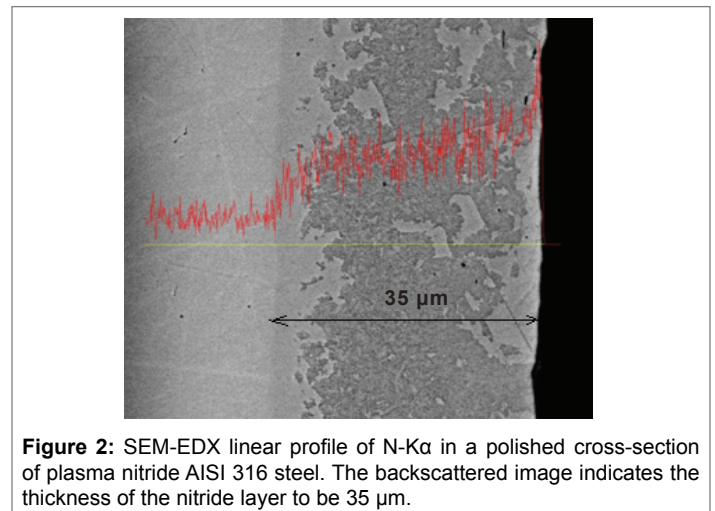 35 µm
Figure 2: SEM-EDX linear profile of N-Kα in a polished cross-section
of plasma nitride AISI 316 steel. The backscattered image indicates the
thickness of the nitride layer to be 35 µm.